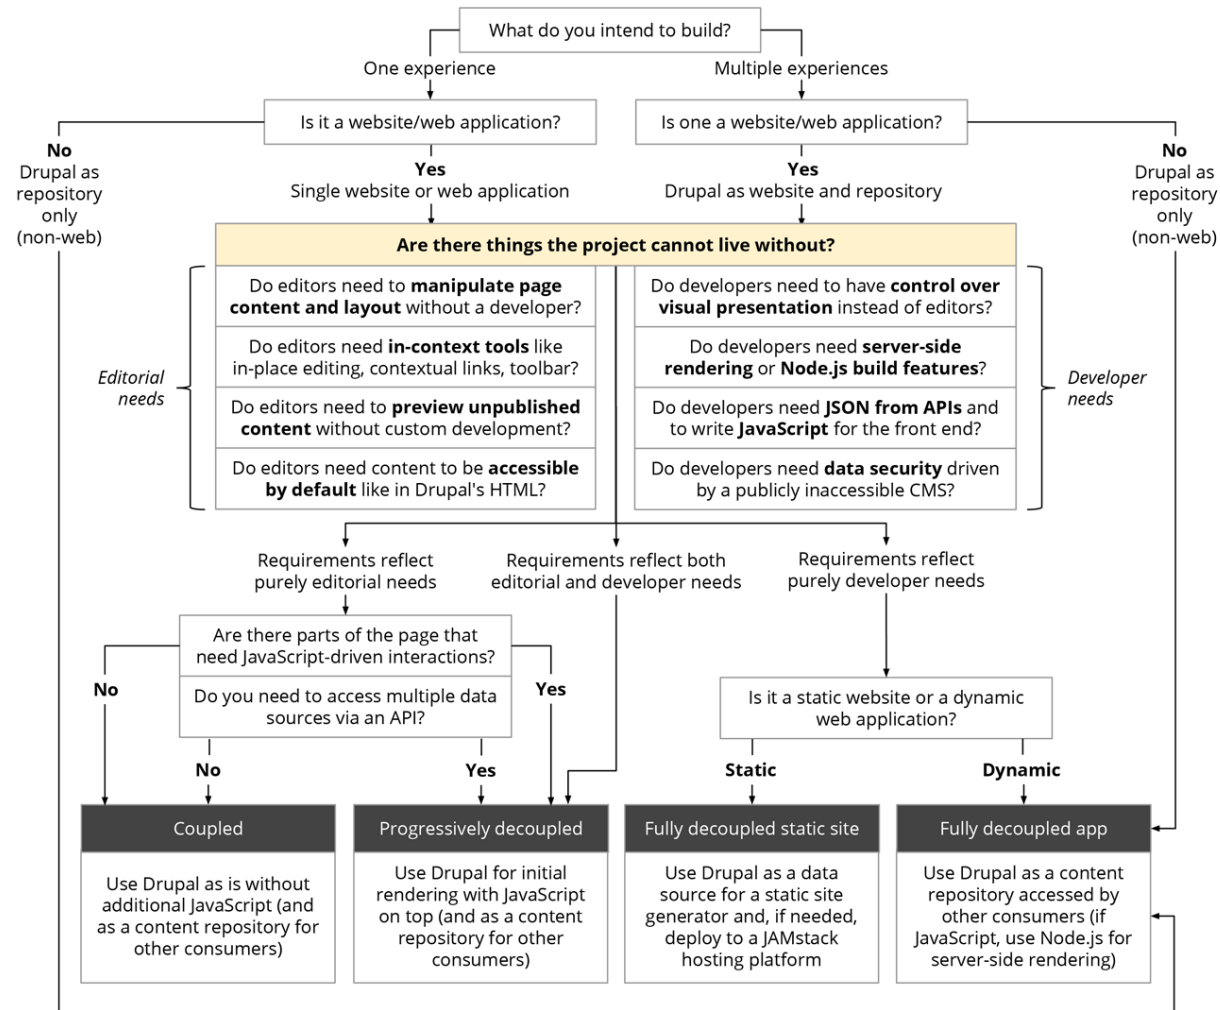 What do you intend to build?
One experience
Multiple experiences
Is it a website/web application?
Is one a website/web application?
No
Drupal as
repository
only
(non-web)
Yes
Single website or web application
Yes
Drupal as website and repository
No
Drupal as
repository
only
(non-web)
Are there things the project cannot live without?
Editorial
needs
Do editors need to manipulate page
content and layout without a developer?
Do editors need in-context tools like
in-place editing, contextual links, toolbar?
Do editors need to preview unpublished
content without custom development?
Do editors need content to be accessible
by default like in Drupal's HTML?
Do developers need to have control over
visual presentation instead of editors?
Do developers need server-side
rendering or Node.js build features?
Do developers need JSON from APIs and
to write JavaScript for the front end?
Do developers need data security driven
by a publicly inaccessible CMS?
Developer
needs
Requirements reflect
purely editorial needs
Requirements reflect both
editorial and developer needs
Requirements reflect
purely developer needs
Are there parts of the page that
need JavaScript-driven interactions?
No
Yes
Do you need to access multiple data
sources via an API?
No
Yes
Is it a static website or a dynamic
web application?
Static
Dynamic
Coupled
Use Drupal as is without
additional JavaScript (and
as a content repository for
other consumers)
Progressively decoupled
Use Drupal for initial
rendering with JavaScript
on top (and as a content
repository for other
consumers)
Fully decoupled static site
Use Drupal as a data
source for a static site
generator and, if needed,
deploy to a JAMstack
hosting platform
Fully decoupled app
Use Drupal as a content
repository accessed by
other consumers (if
JavaScript, use Node.js for
server-side rendering)